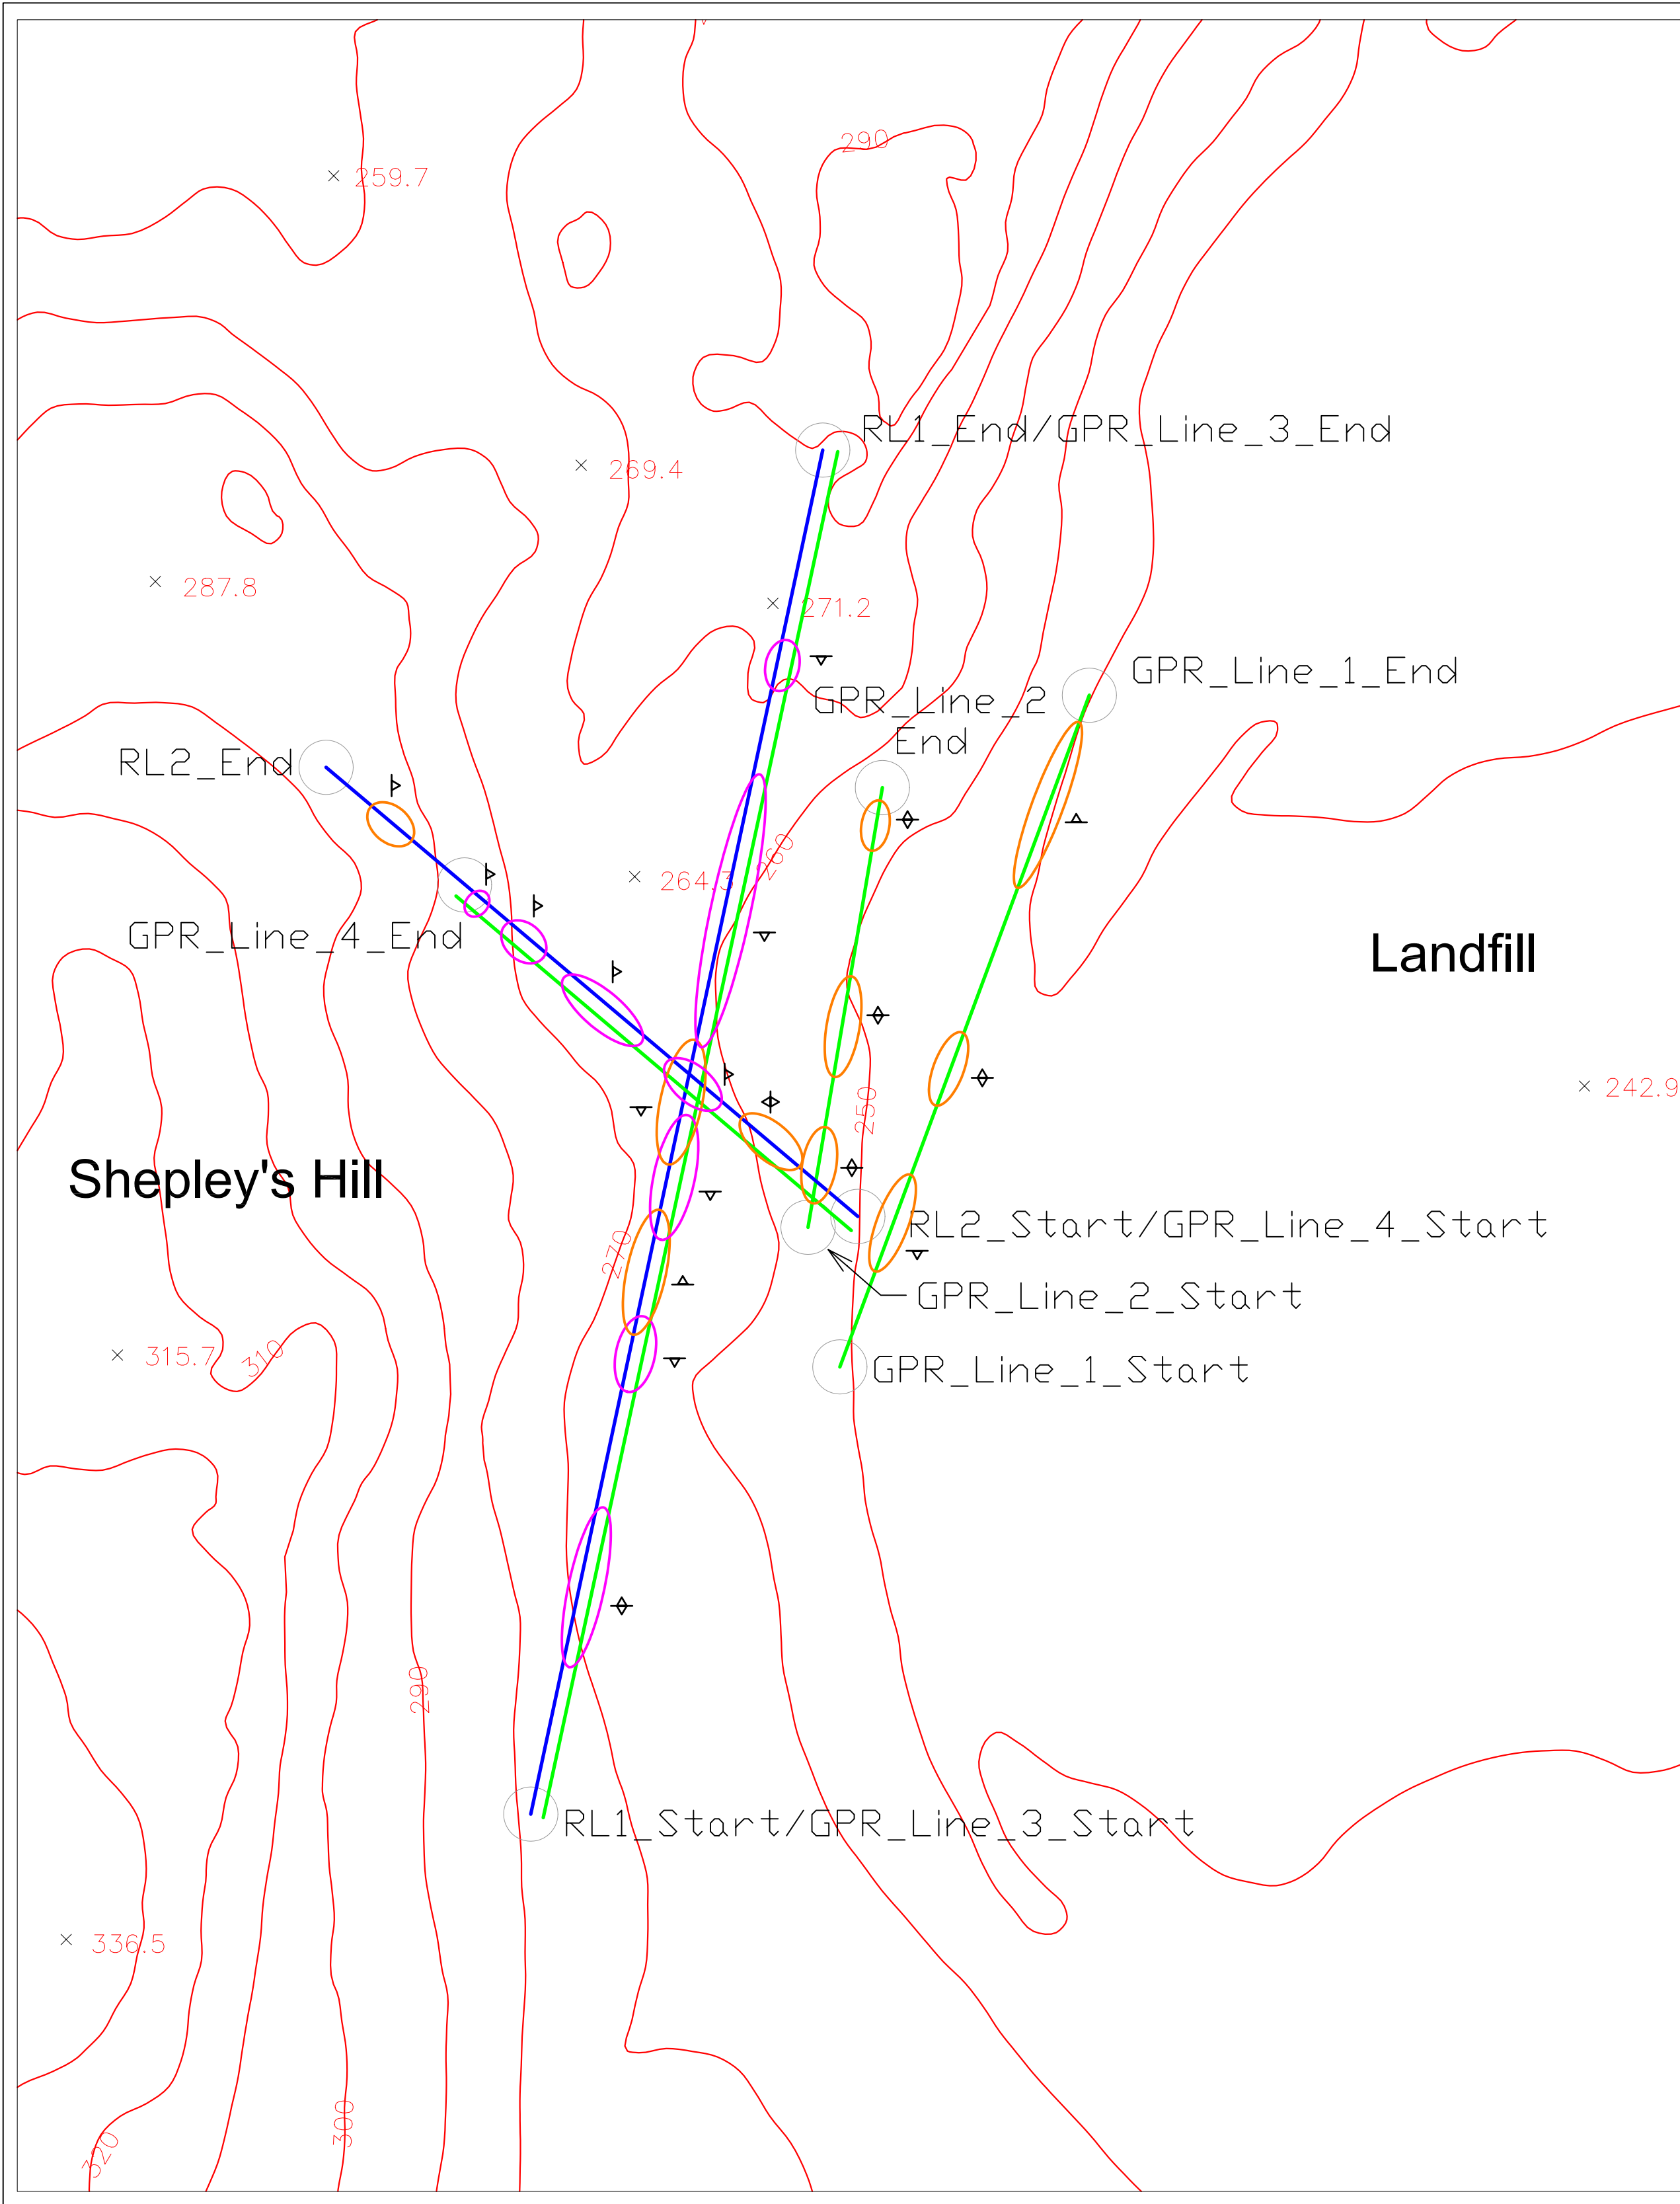 290
259.7
RL1_End/GPR_Line_3_End
269.4
287.8
271.2
GPR_Line_1_End
GPR_Line_2
End
RL2_End
260
264.3
GPR_Line_4_End
Landfill
242.9
250
Shepley's Hill
RL2_Start/GPR_Line_4_Start
270
GPR_Line_2_Start
315.7
310
GPR_Line_1_Start
290
RL1_Start/GPR_Line_3_Start
336.5
300
320